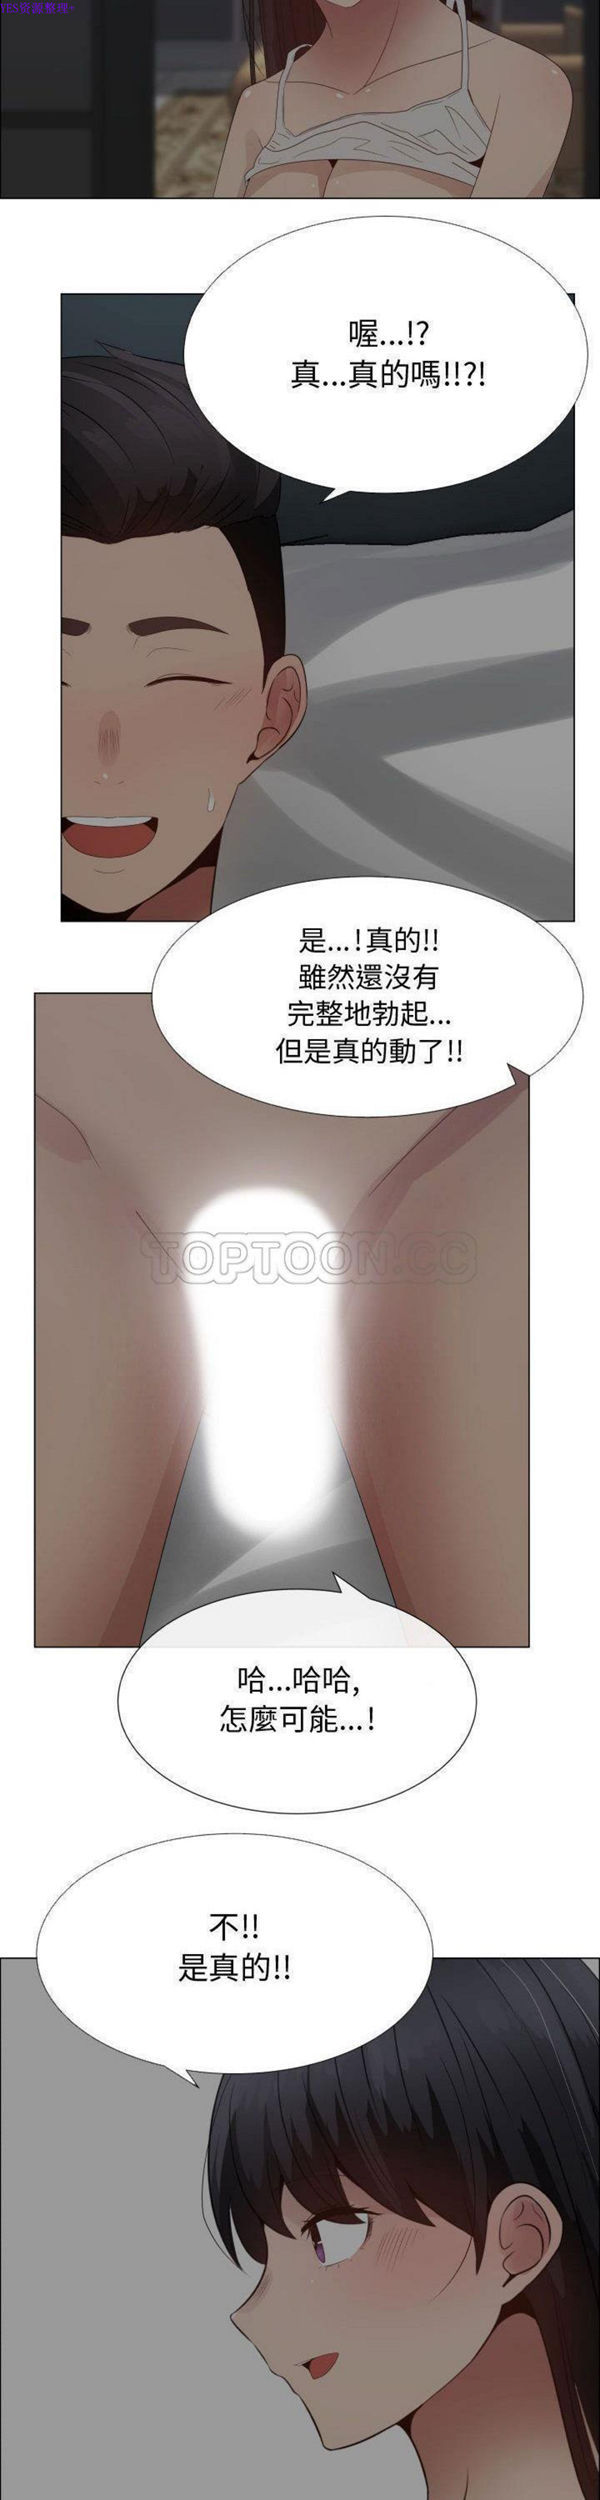 YES资源整理
喔...!?
真...真的嗎!!?!
是...!真的!!
雖然還沒有
完整地勃起...
但是真的動了!!
TOPTOON.CC
哈...哈哈,
怎麼可能...!
不!!
是真的!!